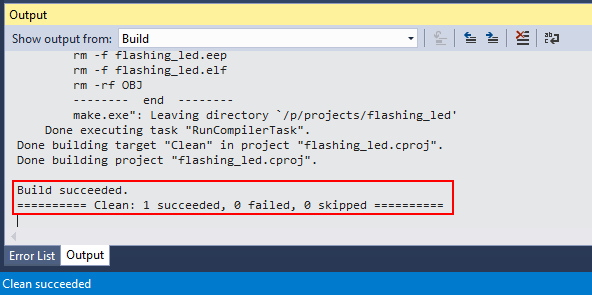 Output
Show output from: Build
rm -f flashing_led.eep
rm -f flashing_led.elf
rm -rf OBJ
-------- end --------
make.exe": Leaving directory `/p/projects/flashing_led'
Done executing task "RunCompilerTask".
Done building target "Clean" in project "flashing_led.cproj".
Done building project "flashing_led.cproj".
Build succeeded.
========== Clean: 1 succeeded, 0 failed, 0 skipped ==========
Error List Output
Clean succeeded